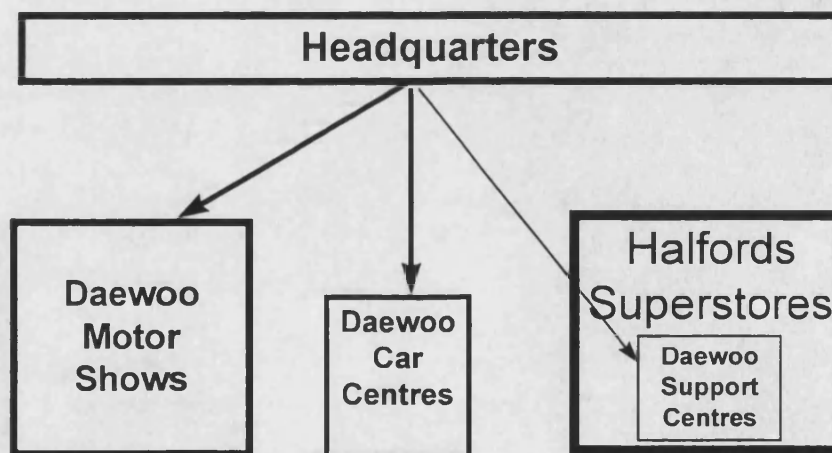 Headquarters
Daewoo
Motor
Shows
Daewoo
Car
Centres
Halfords
Superstores
Daewoo
Support
Centres